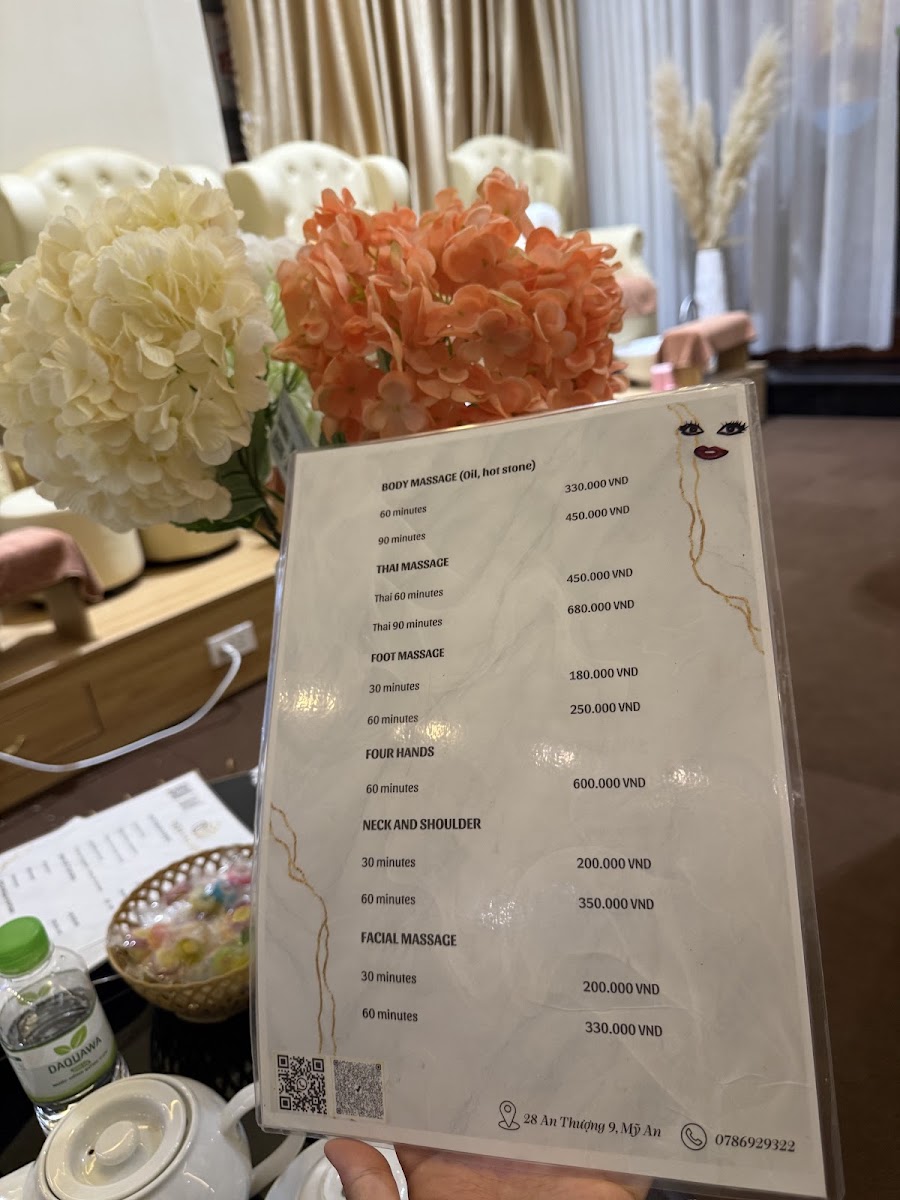 BODY MASSAGE (Oil, hot stone)
60 minutes 330.000 VND
90 minutes 450.000 VND
THAI MASSAGE
Thai 60 minutes 450.000 VND
Thai 90 minutes 680.000 VND
FOOT MASSAGE
30 minutes 180.000 VND
60 minutes 250.000 VND
FOUR HANDS
60 minutes 600.000 VND
NECK AND SHOULDER
30 minutes 200.000 VND
60 minutes 350.000 VND
FACIAL MASSAGE
30 minutes 200.000 VND
60 minutes 330.000 VND
28 An Thượng 9, Mỹ An
0786929322
DAQUAWA